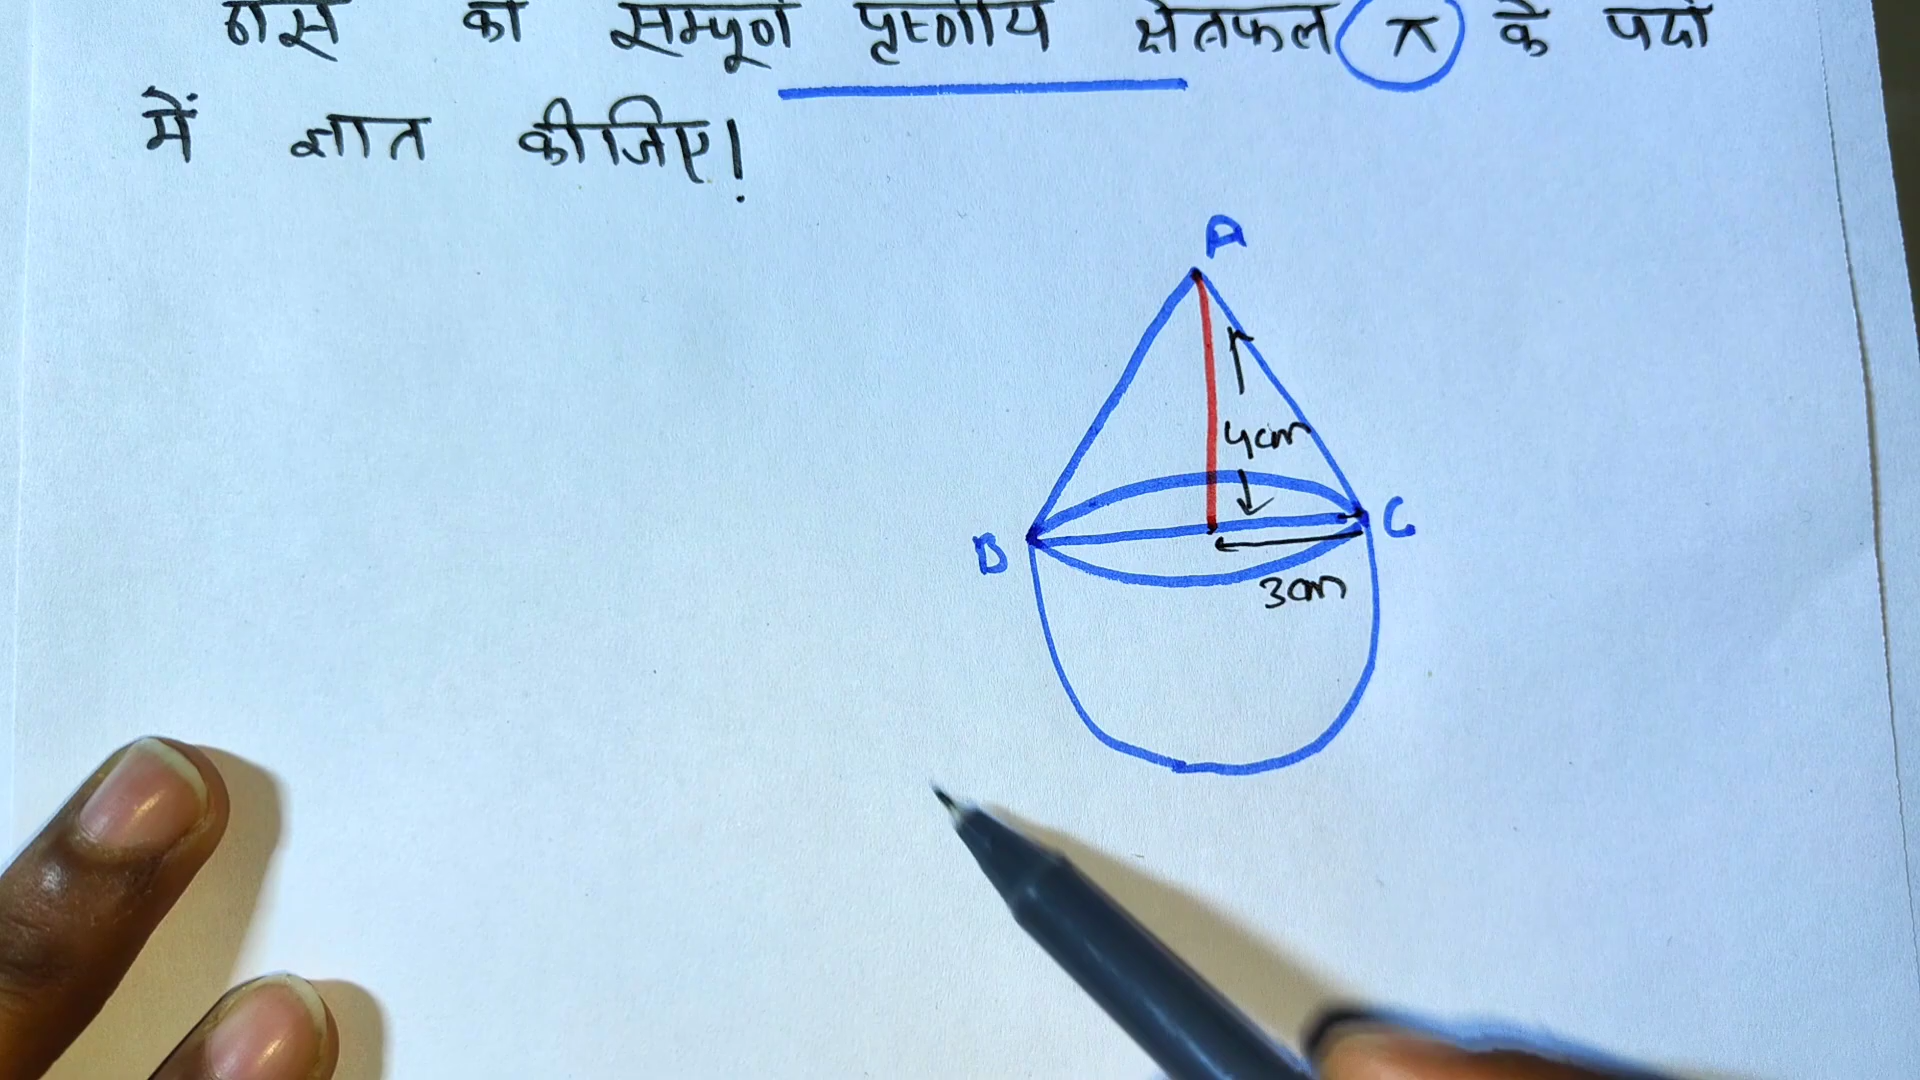 ठोस का सम्पूर्ण पृष्ठीय क्षेत्रफल π के पदों
में ज्ञात कीजिए!
A
4cm
B
C
3cm